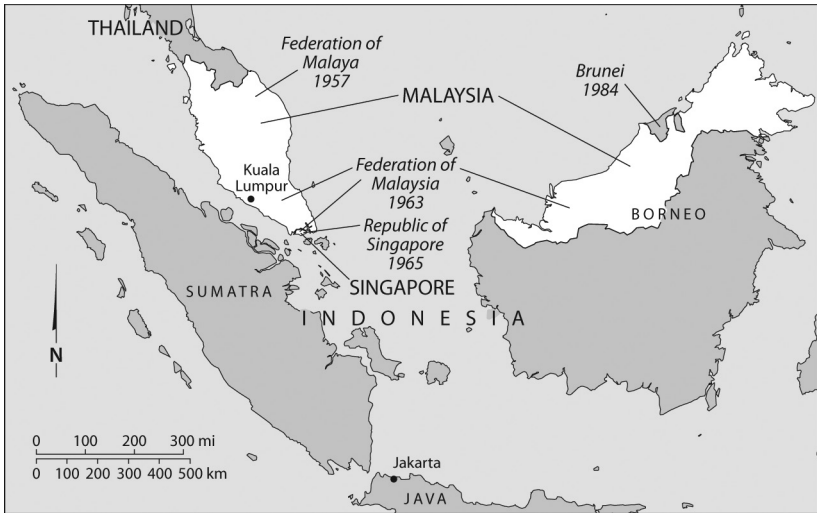 THAILAND
Federation of
Malaya
1957
MALAYSIA
Brunei
1984
Kuala
Lumpur
Federation of
Malaysia
1963
BORNEO
Republic of
Singapore
1965
SINGAPORE
SUMATRA
INDONESIA
N
0 100 200 300 mi
0 100 200 300 400 500 km
Jakarta
JAVA